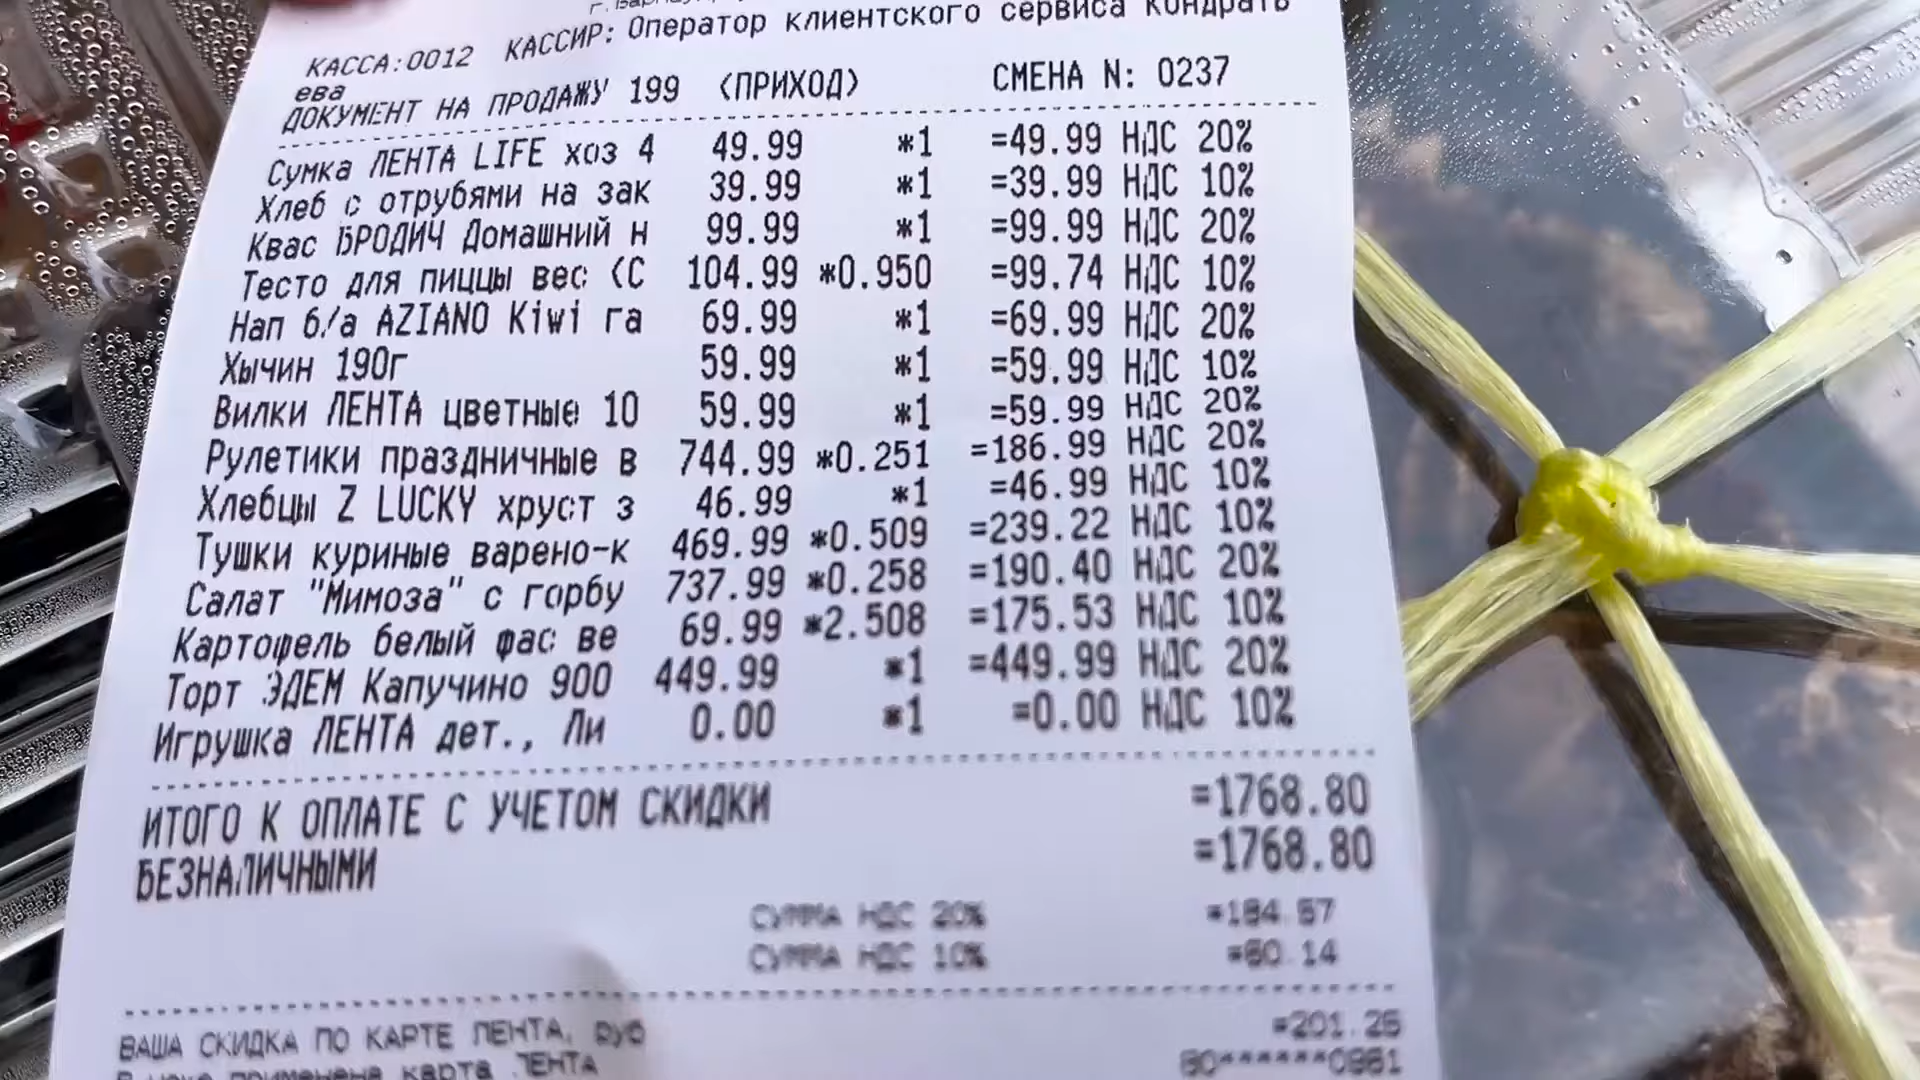 КАССА:0012 КАССИР: Оператор клиентского сервиса Кондрать
ева
ДОКУМЕНТ НА ПРОДАЖУ 199 (ПРИХОД) СМЕНА N: 0237
Сумка ЛЕНТА LIFE хоз 4 49.99 *1 =49.99 НДС 20%
Хлеб с отрубями на зак 39.99 *1 =39.99 НДС 10%
Квас БРОДИЧ Домашний н 99.99 *1 =99.99 НДС 20%
Тесто для пиццы вес (С 104.99 *0.950 =99.74 НДС 10%
Нап б/а AZIANO Kiwi га 69.99 *1 =69.99 НДС 20%
Хычин 190г 59.99 *1 =59.99 НДС 10%
Вилки ЛЕНТА цветные 10 59.99 *1 =59.99 НДС 20%
Рулетики праздничные в 744.99 *0.251 =186.99 НДС 20%
Хлебцы Z LUCKY хруст з 46.99 *1 =46.99 НДС 10%
Тушки куриные варено-к 469.99 *0.509 =239.22 НДС 10%
Салат "Мимоза" с горбу 737.99 *0.258 =190.40 НДС 20%
Картофель белый фас ве 69.99 *2.508 =175.53 НДС 10%
Торт ЭДЕМ Капучино 900 449.99 *1 =449.99 НДС 20%
Игрушка ЛЕНТА дет., Ли 0.00 *1 =0.00 НДС 10%
ИТОГО К ОПЛАТЕ С УЧЕТОМ СКИДКИ =1768.80
БЕЗНАЛИЧНЫМИ =1768.80
СУММА НДС 20% =184.57
СУММА НДС 10% =60.14
ВАША СКИДКА ПО КАРТЕ ЛЕНТА, руб =201.25
применена карта ЛЕНТА